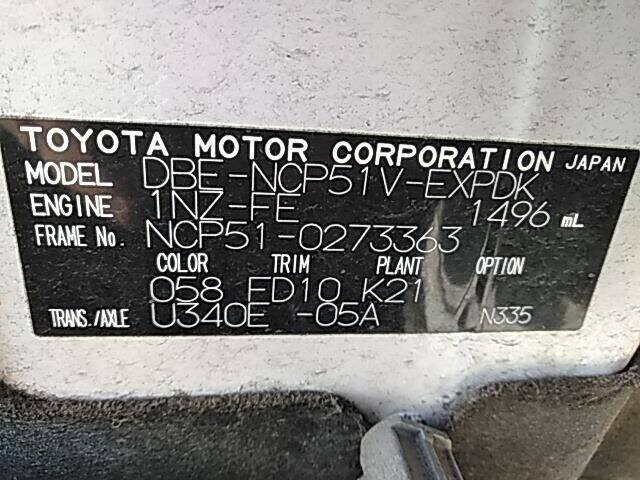 TOYOTA MOTOR CORPORATION JAPAN
MODEL DBE-NCP51V-EXPDK
ENGINE 1NZ-FE 1496 mL
FRAME No. NCP51-0273363
COLOR TRIM PLANT OPTION
058 FD10 K21
TRANS./AXLE U340E -05A N335